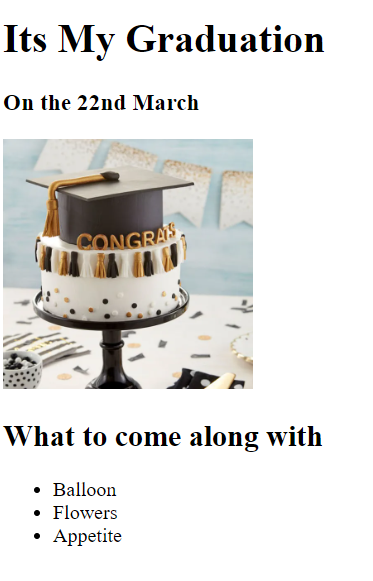 Its My Graduation
On the 22nd March
CONGRATS
What to come along with
Balloon
Flowers
Appetite